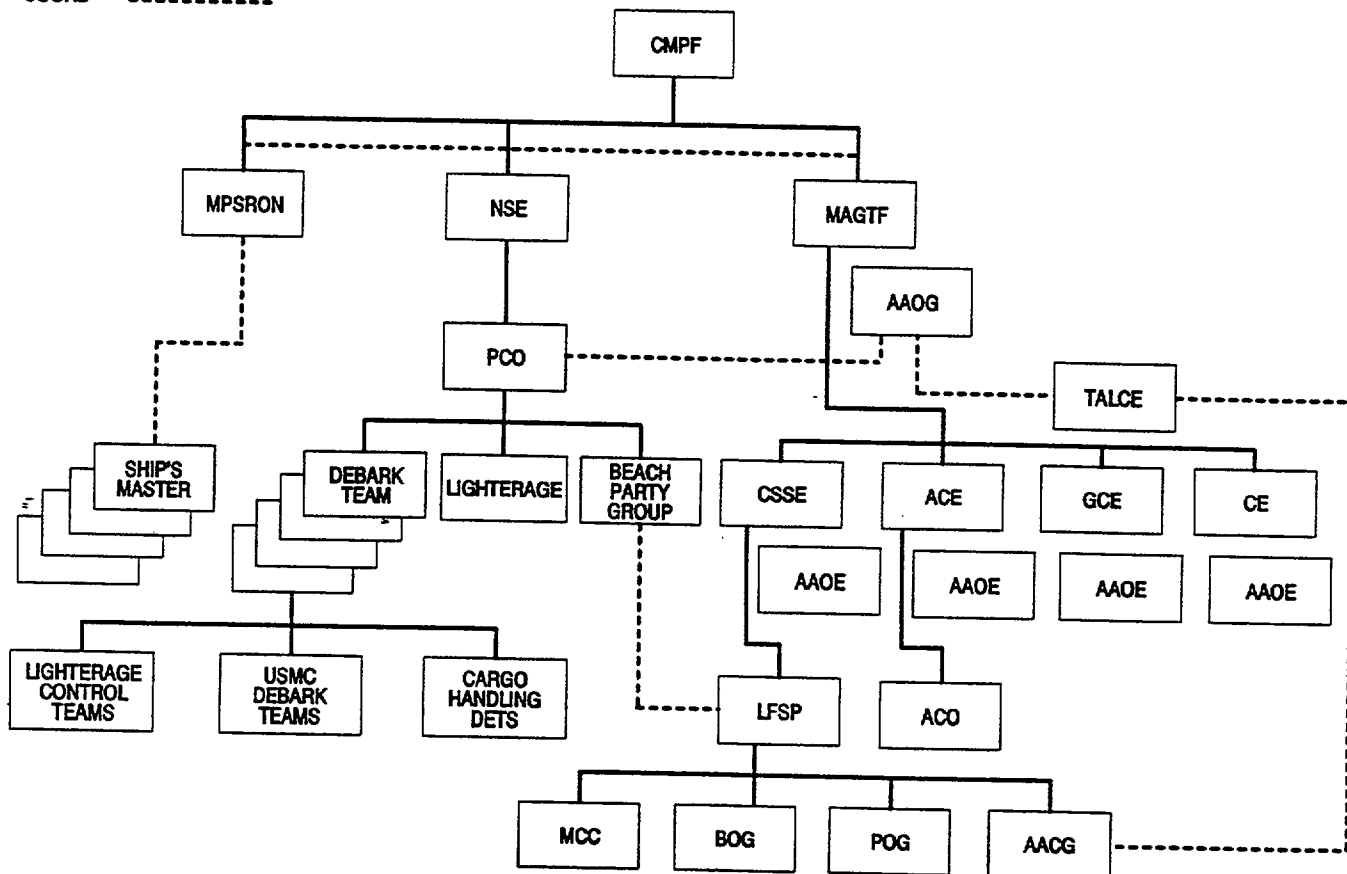 CMPF
MPSRON
NSE
MAGTF
AAOG
PCO
TALCE
SHIP'S
MASTER
DEBARK
TEAM
LIGHTERAGE
BEACH
PARTY
GROUP
CSSE
ACE
GCE
CE
AAOE
AAOE
AAOE
AAOE
LIGHTERAGE
CONTROL
TEAMS
USMC
DEBARK
TEAMS
CARGO
HANDLING
DETS
LFSP
ACO
MCC
BOG
POG
AACG